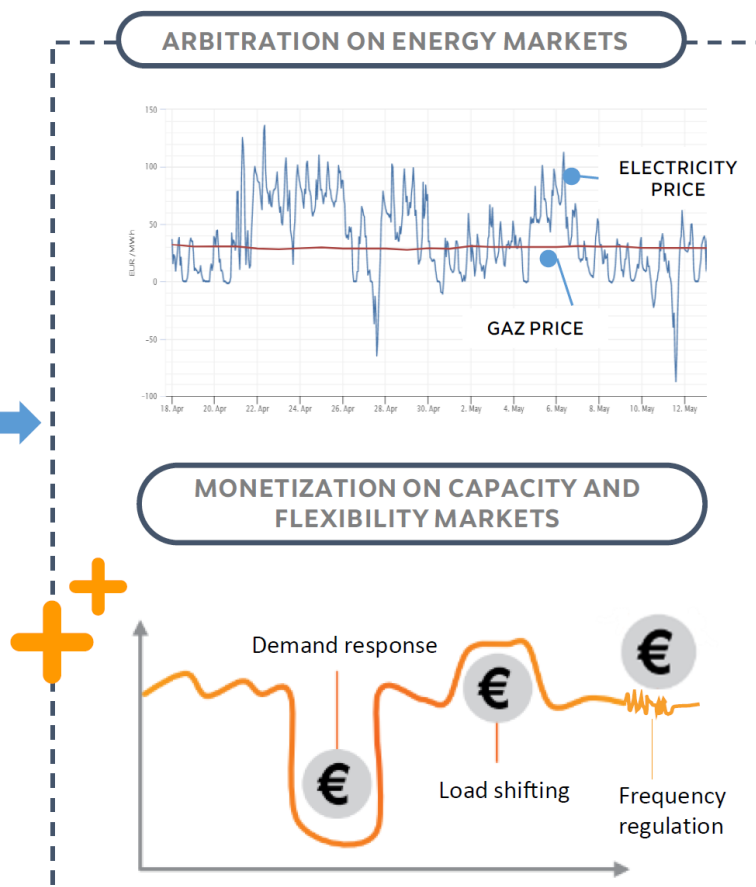 ARBITRATION ON ENERGY MARKETS
150
100
50
0
-50
-100
EUR / MWh
ELECTRICITY
PRICE
GAZ PRICE
18. Apr 20. Apr 22. Apr 24. Apr 26. Apr 28. Apr 30. Apr 2. May 4. May 6. May 8. May 10. May 12. May
MONETIZATION ON CAPACITY AND
FLEXIBILITY MARKETS
Demand response
€
€
€
Load shifting
Frequency
regulation